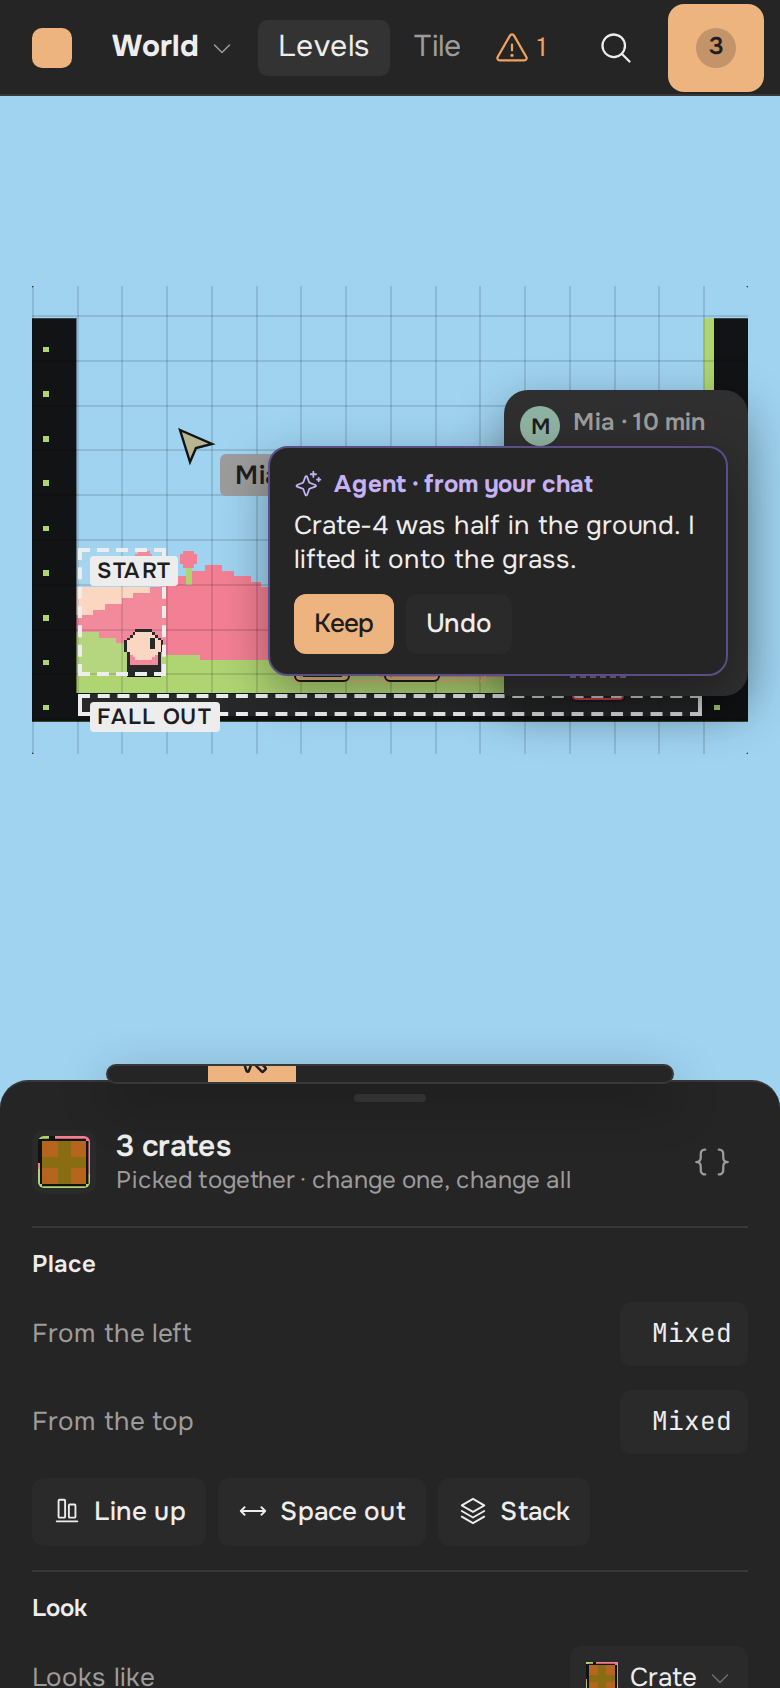 World
Levels
Tile
1
3
M
Mia · 10 min
Agent · from your chat
Crate-4 was half in the ground. I
lifted it onto the grass.
Keep
Undo
START
FALL OUT
3 crates
Picked together · change one, change all
{ }
Place
From the left
Mixed
From the top
Mixed
Line up
Space out
Stack
Look
Looks like
Crate